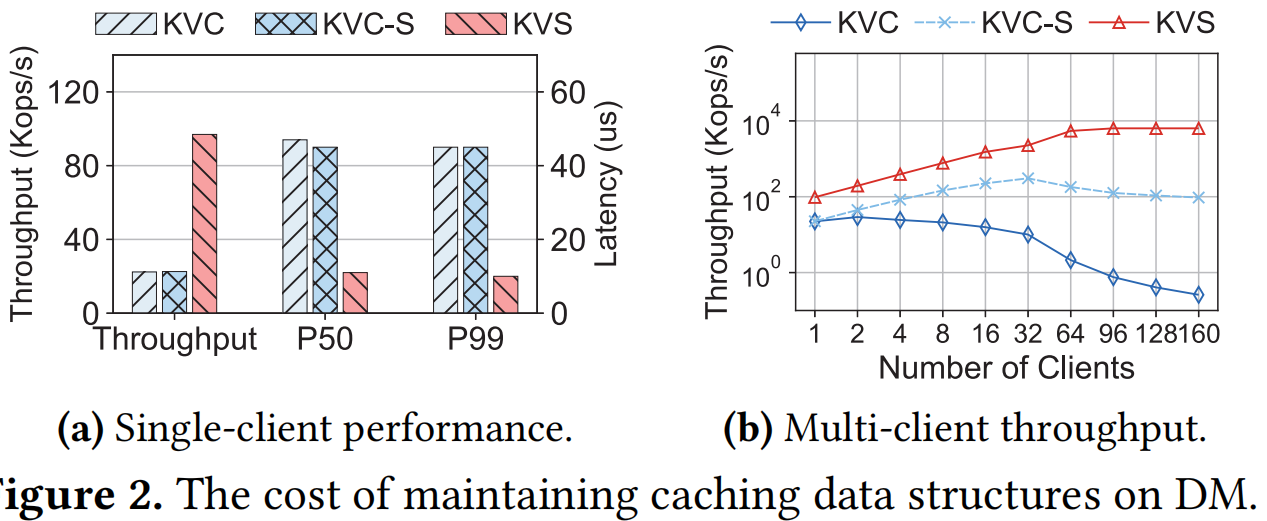 KVC KVC-S KVS
Throughput (Kops/s)
120
80
40
0
60
40
20
0
Latency (us)
Throughput P50 P99
(a) Single-client performance.
KVC KVC-S KVS
Throughput (Kops/s)
10^4
10^2
10^0
1 2 4 8 16 32 64 96 128 160
Number of Clients
(b) Multi-client throughput.
igure 2. The cost of maintaining caching data structures on DM.